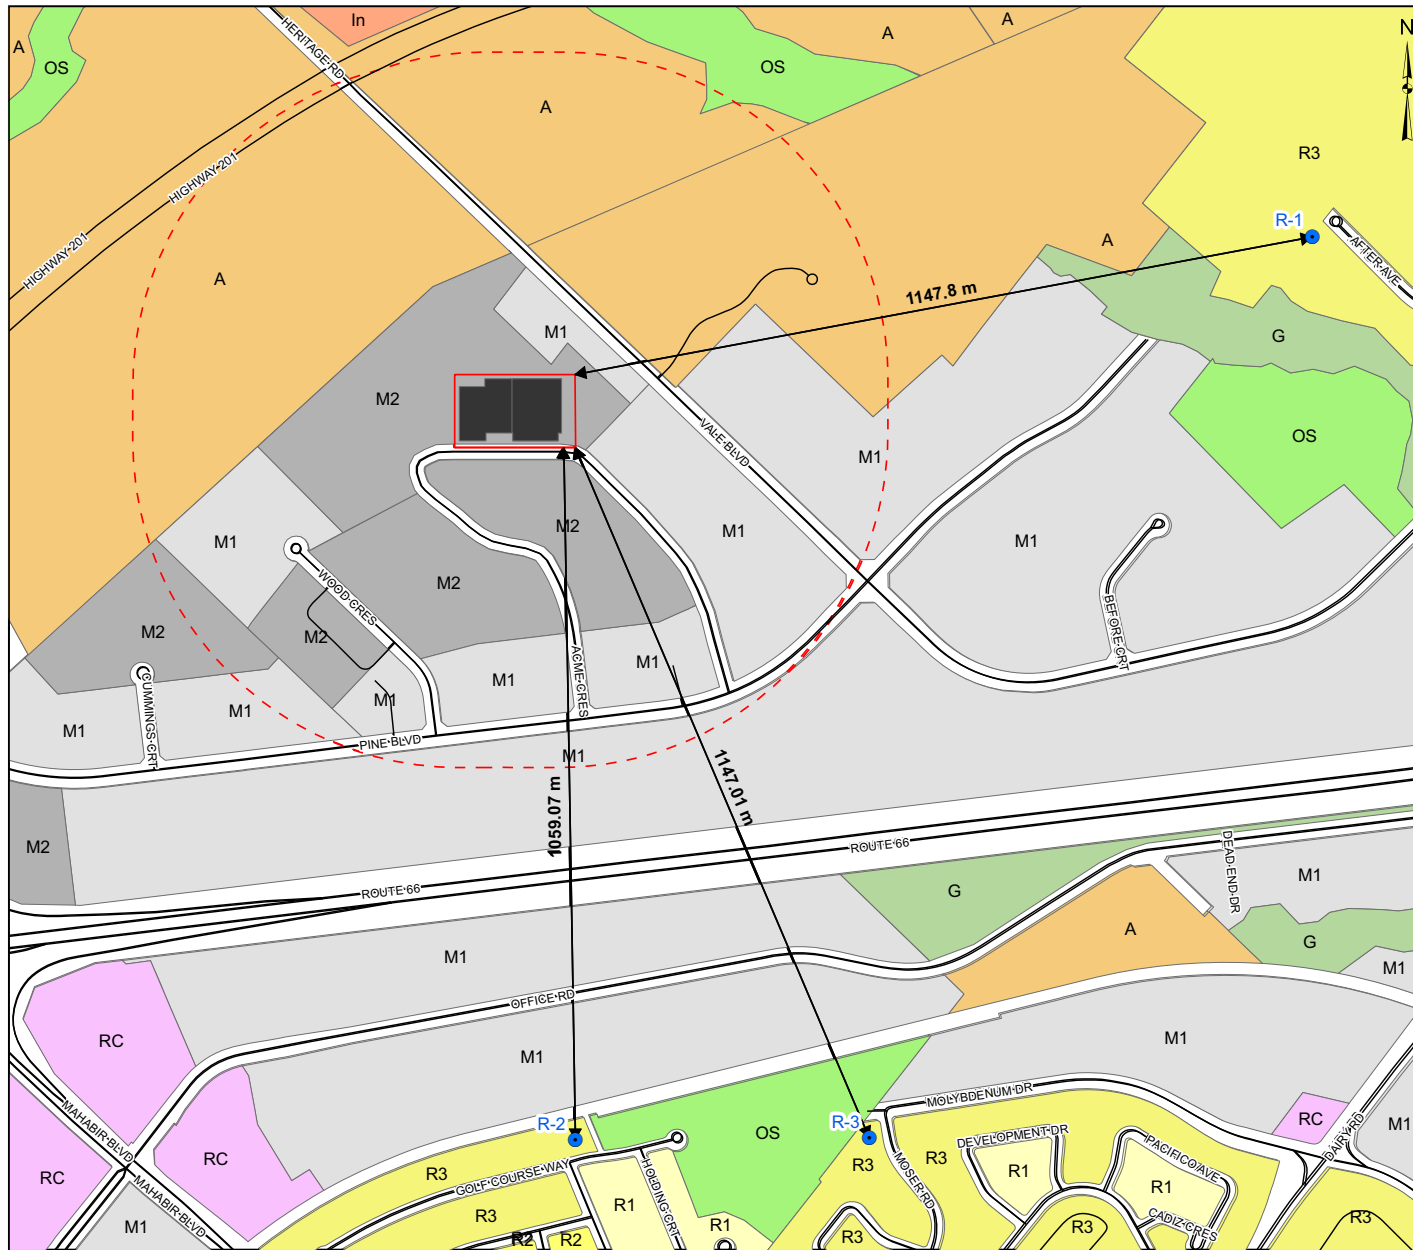 In
A
A
A
N
HERITAGE RD
OS
OS
A
HIGHWAY 201
R3
R-1
HIGHWAY 201
A
A
AFTER AVE
1147.8 m
M1
G
M2
VALE BLVD
OS
M1
M2
M1
M1
M1
WOOD CRES
M2
BEFORE CRT
M2
M2
ACME CRES
M1
M1
CUMMINGS CRT
M1
M1
M1
PINE BLVD
M1
1147.01 m
1059.07 m
M2
ROUTE 66
DEAD END DR
M1
ROUTE 66
G
A
G
M1
M1
OFFICE RD
RC
M1
M1
MOLYBDENUM DR
MAHABIR BLVD
RC
M1
R-2
R-3
OS
DAIRY RD
DEVELOPMENT DR
PACIFICO AVE
RC
R3
R3
R3
R1
MOSER RD
GOLF COURSE WAY
HOLDING CRT
RC
MAHABIR BLVD
R1
R1
R3
R1
CADIZ CRES
M1
R2
R2
R3
R3
R3